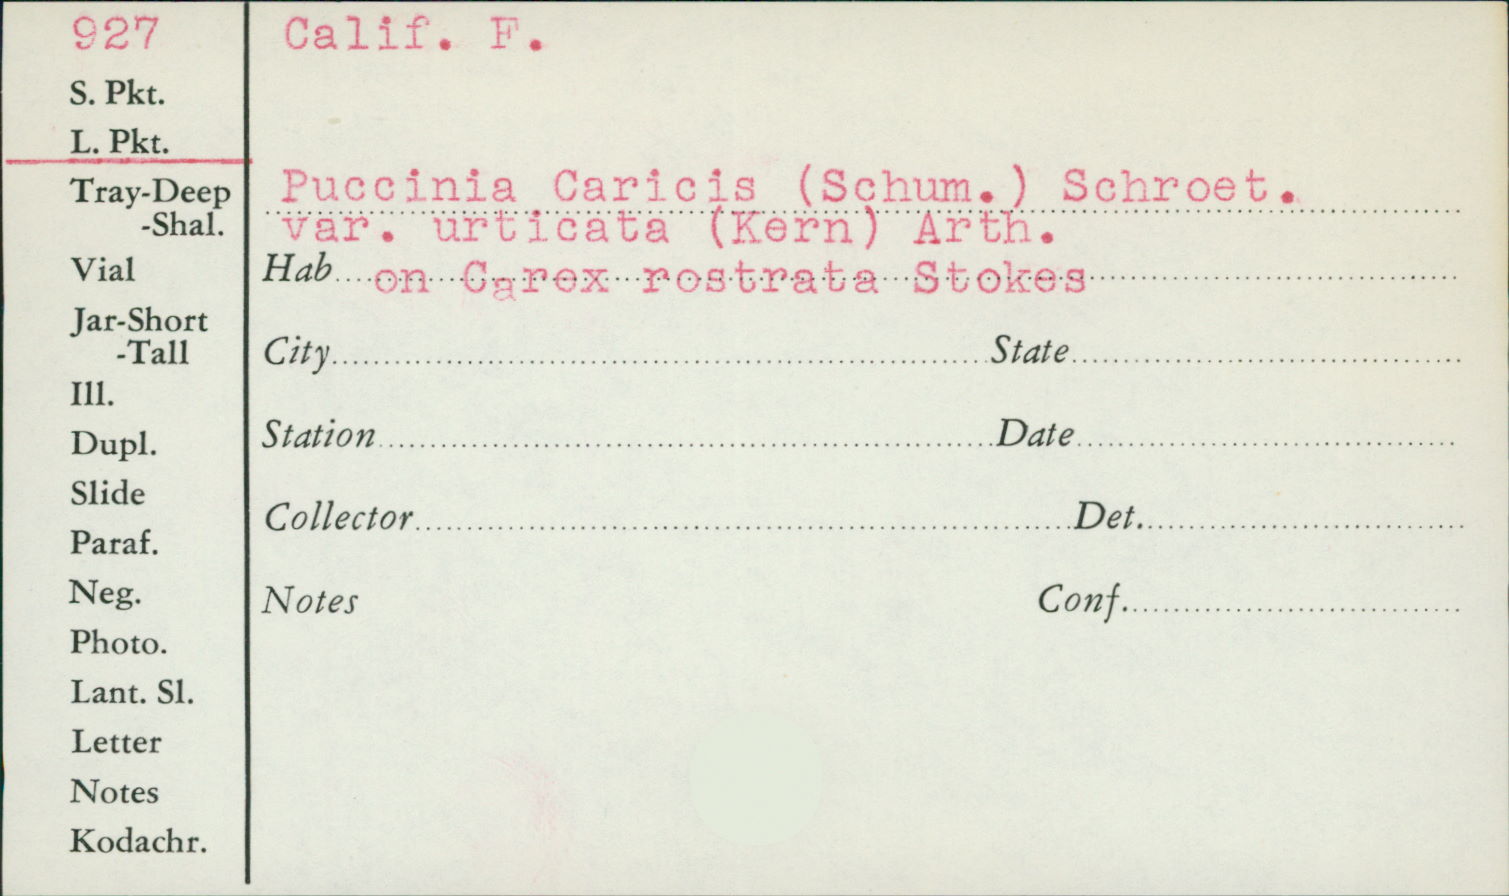 927
Calif. F.
S. Pkt.
L. Pkt.
Tray-Deep
-Shal.
Puccinia Caricis (Schum.) Schroet.
var. urticata (Kern) Arth.
Vial
Hab. on Carex rostrata Stokes
Jar-Short
-Tall
City State
Ill.
Dupl.
Station Date
Slide
Collector Det.
Paraf.
Neg.
Notes Conf.
Photo.
Lant. Sl.
Letter
Notes
Kodachr.